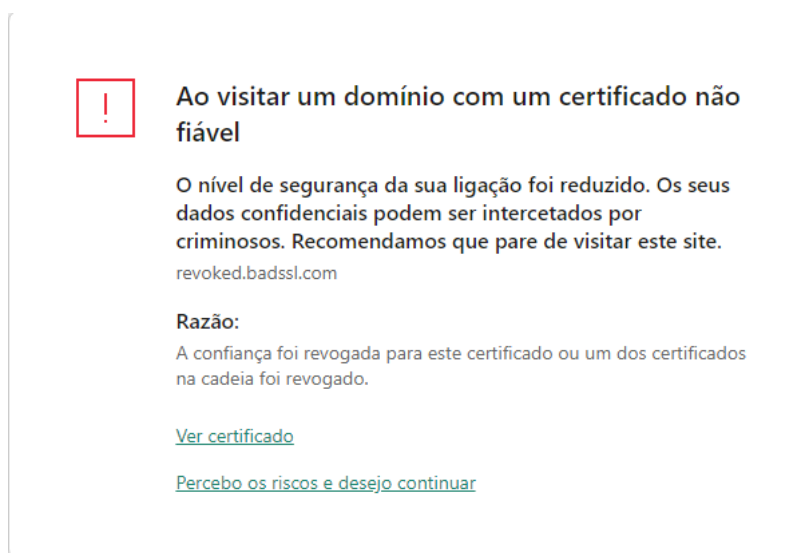 !
Ao visitar um domínio com um certificado não
fiável
O nível de segurança da sua ligação foi reduzido. Os seus
dados confidenciais podem ser intercetados por
criminosos. Recomendamos que pare de visitar este site.
revoked.badssl.com
Razão:
A confiança foi revogada para este certificado ou um dos certificados
na cadeia foi revogado.
Ver certificado
Percebo os riscos e desejo continuar